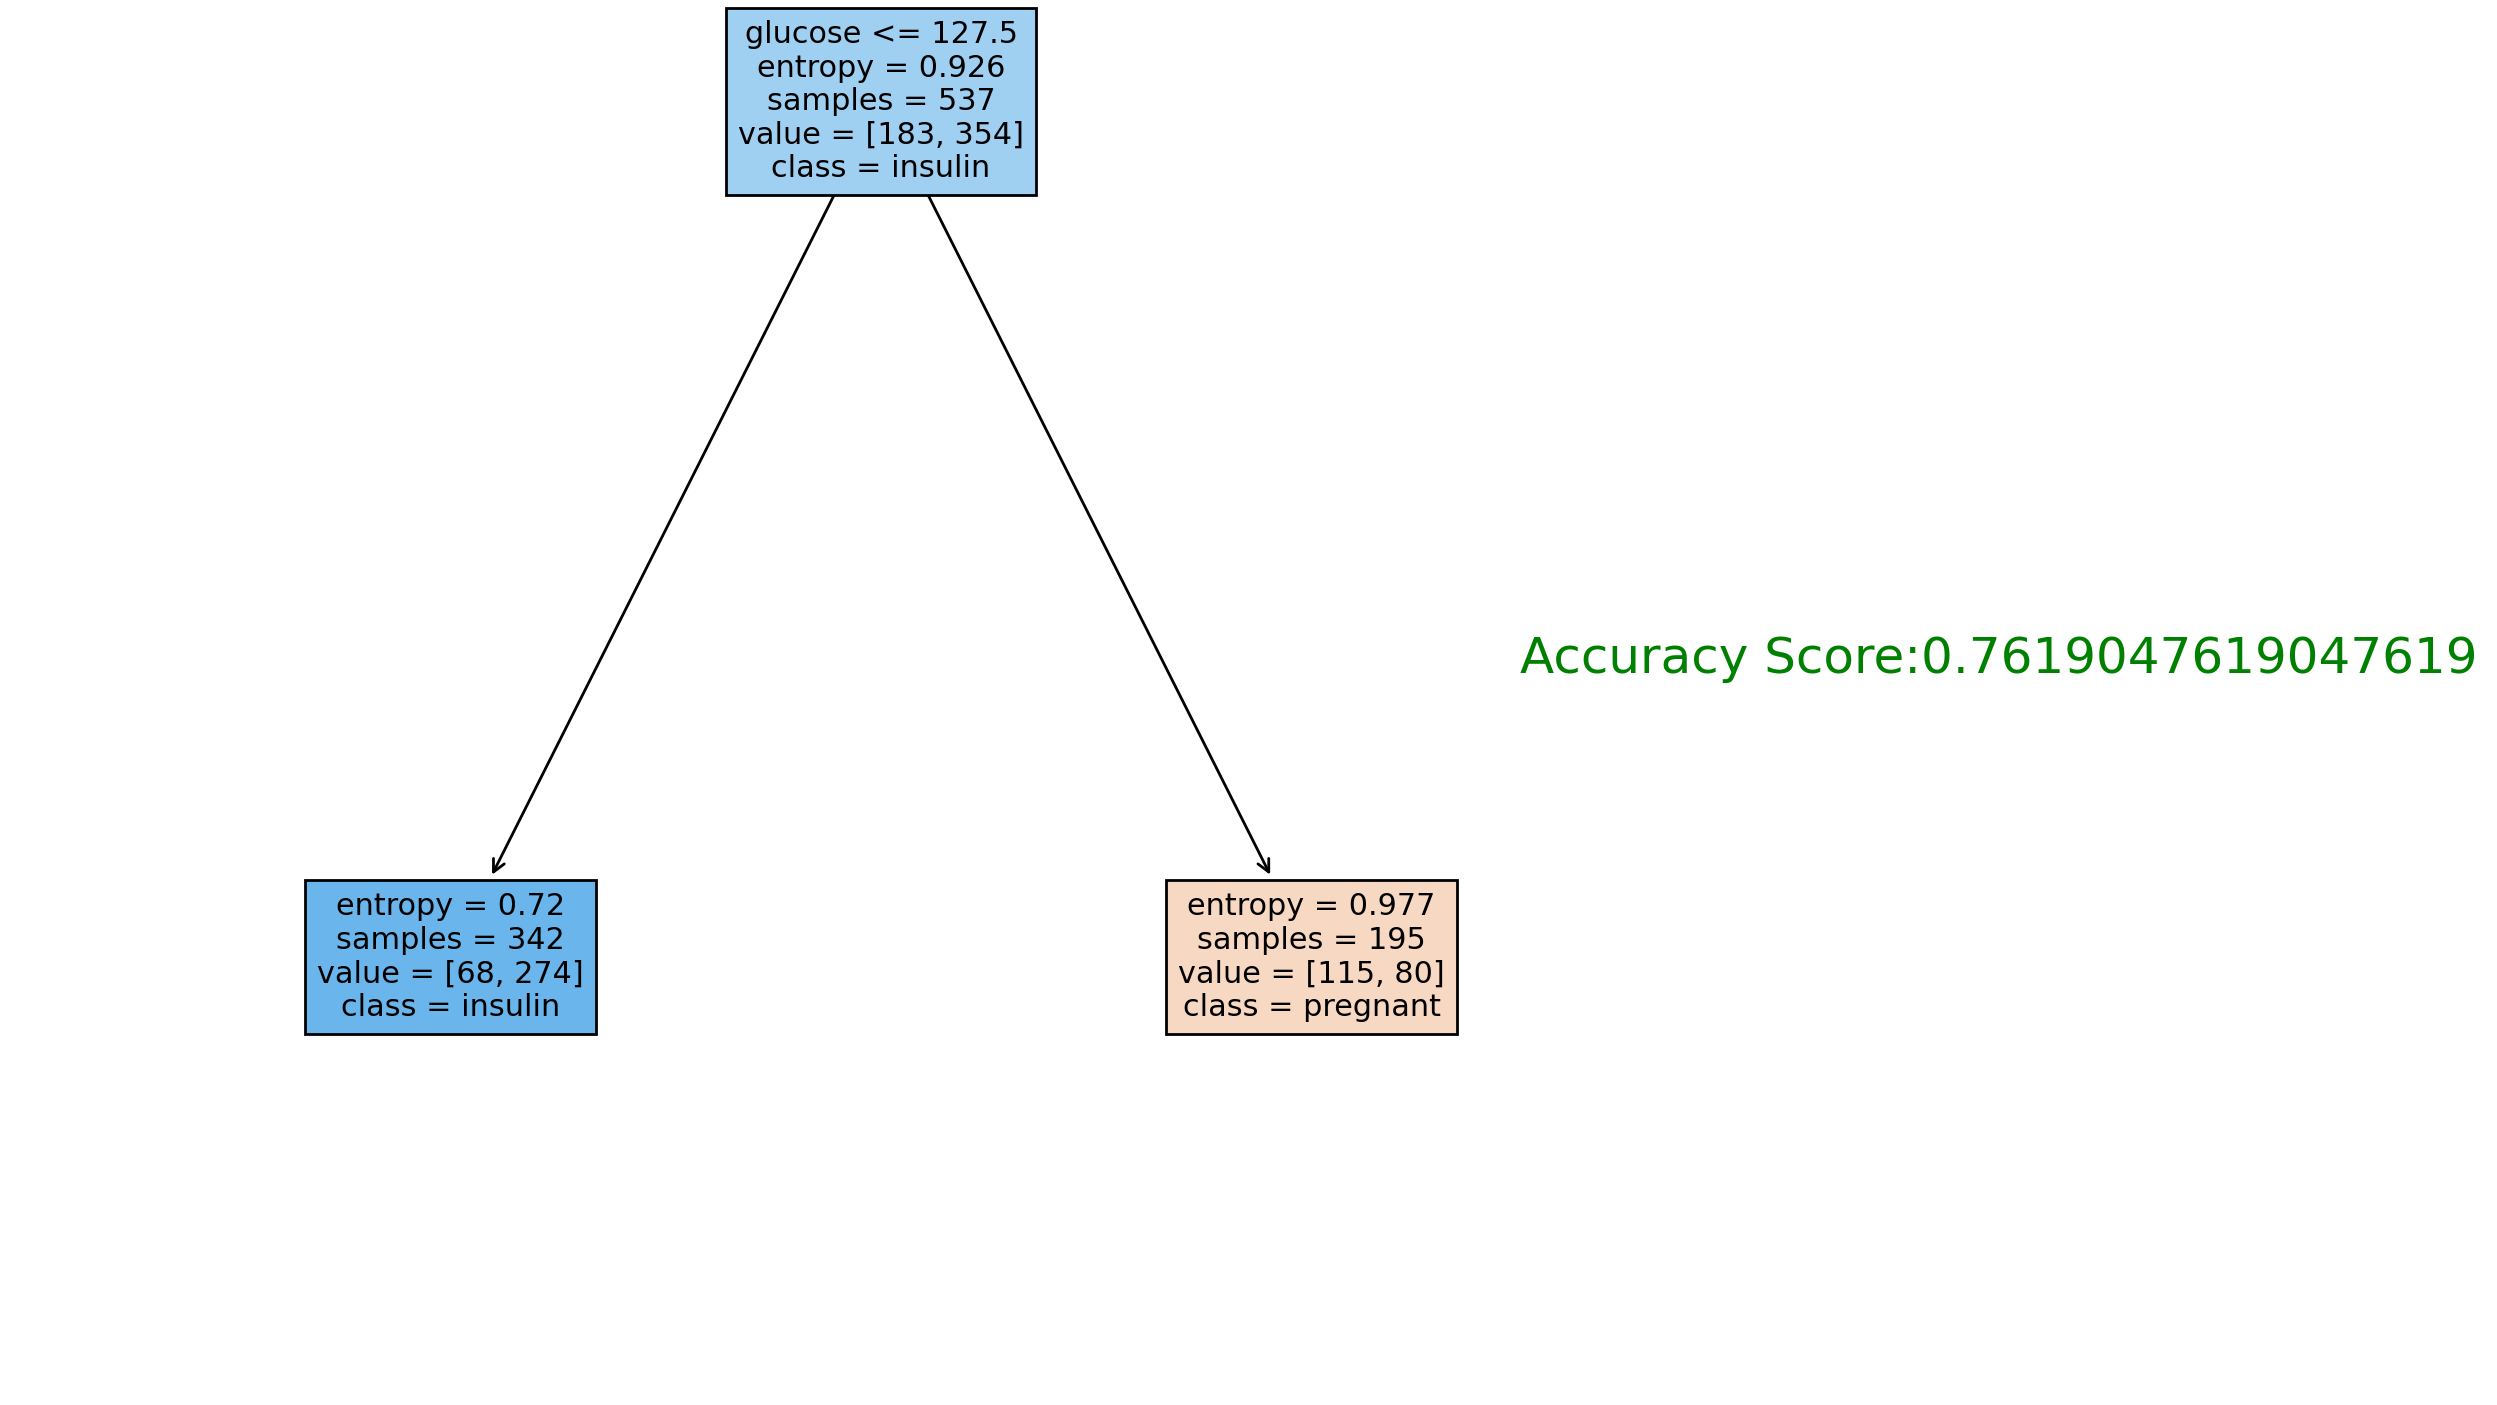 glucose <= 127.5
entropy = 0.926
samples = 537
value = [183, 354]
class = insulin
Accuracy Score:0.7619047619047619
entropy = 0.72
samples = 342
value = [68, 274]
class = insulin
entropy = 0.977
samples = 195
value = [115, 80]
class = pregnant